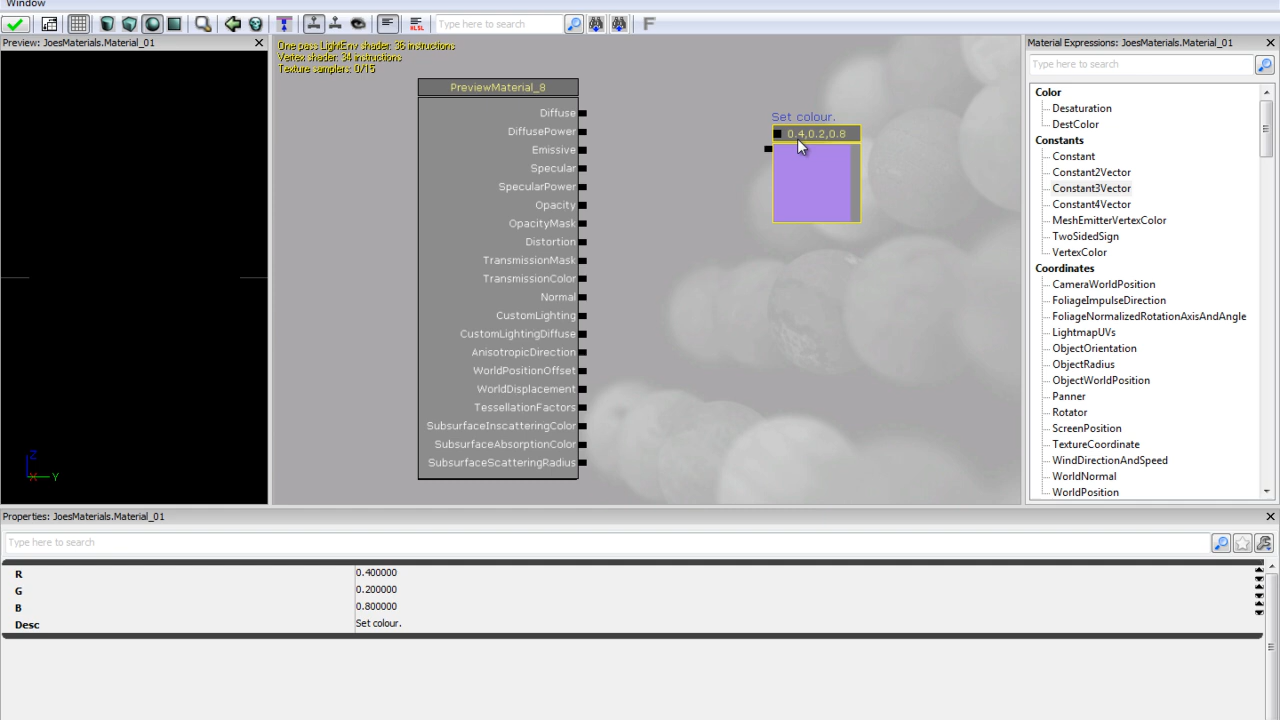 Window
HLSL
Type here to search
F
Preview: JoesMaterials.Material_01
Z
X
Y
One pass LightEnv shader: 36 instructions
Vertex shader: 34 instructions
Texture samplers: 0/15
PreviewMaterial_8
Diffuse
DiffusePower
Emissive
Specular
SpecularPower
Opacity
OpacityMask
Distortion
TransmissionMask
TransmissionColor
Normal
CustomLighting
CustomLightingDiffuse
AnisotropicDirection
WorldPositionOffset
WorldDisplacement
TessellationFactors
SubsurfaceInscatteringColor
SubsurfaceAbsorptionColor
SubsurfaceScatteringRadius
Set colour.
0.4,0.2,0.8
Material Expressions: JoesMaterials.Material_01
Type here to search
Color
Desaturation
DestColor
Constants
Constant
Constant2Vector
Constant3Vector
Constant4Vector
MeshEmitterVertexColor
TwoSidedSign
VertexColor
Coordinates
CameraWorldPosition
FoliageImpulseDirection
FoliageNormalizedRotationAxisAndAngle
LightmapUVs
ObjectOrientation
ObjectRadius
ObjectWorldPosition
Panner
Rotator
ScreenPosition
TextureCoordinate
WindDirectionAndSpeed
WorldNormal
WorldPosition
Properties: JoesMaterials.Material_01
Type here to search
R 0.400000
G 0.200000
B 0.800000
Desc Set colour.